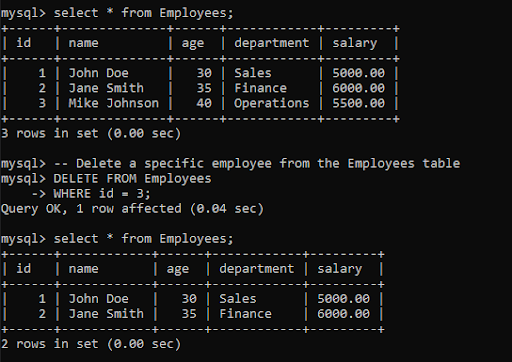 mysql> select * from Employees;
+------+--------------+------+------------+---------+
| id   | name         | age  | department | salary  |
+------+--------------+------+------------+---------+
|    1 | John Doe     |   30 | Sales      | 5000.00 |
|    2 | Jane Smith   |   35 | Finance    | 6000.00 |
|    3 | Mike Johnson |   40 | Operations | 5500.00 |
+------+--------------+------+------------+---------+
3 rows in set (0.00 sec)
mysql> -- Delete a specific employee from the Employees table
mysql> DELETE FROM Employees
    -> WHERE id = 3;
Query OK, 1 row affected (0.04 sec)
mysql> select * from Employees;
+------+------------+------+------------+---------+
| id   | name       | age  | department | salary  |
+------+------------+------+------------+---------+
|    1 | John Doe   |   30 | Sales      | 5000.00 |
|    2 | Jane Smith |   35 | Finance    | 6000.00 |
+------+------------+------+------------+---------+
2 rows in set (0.00 sec)